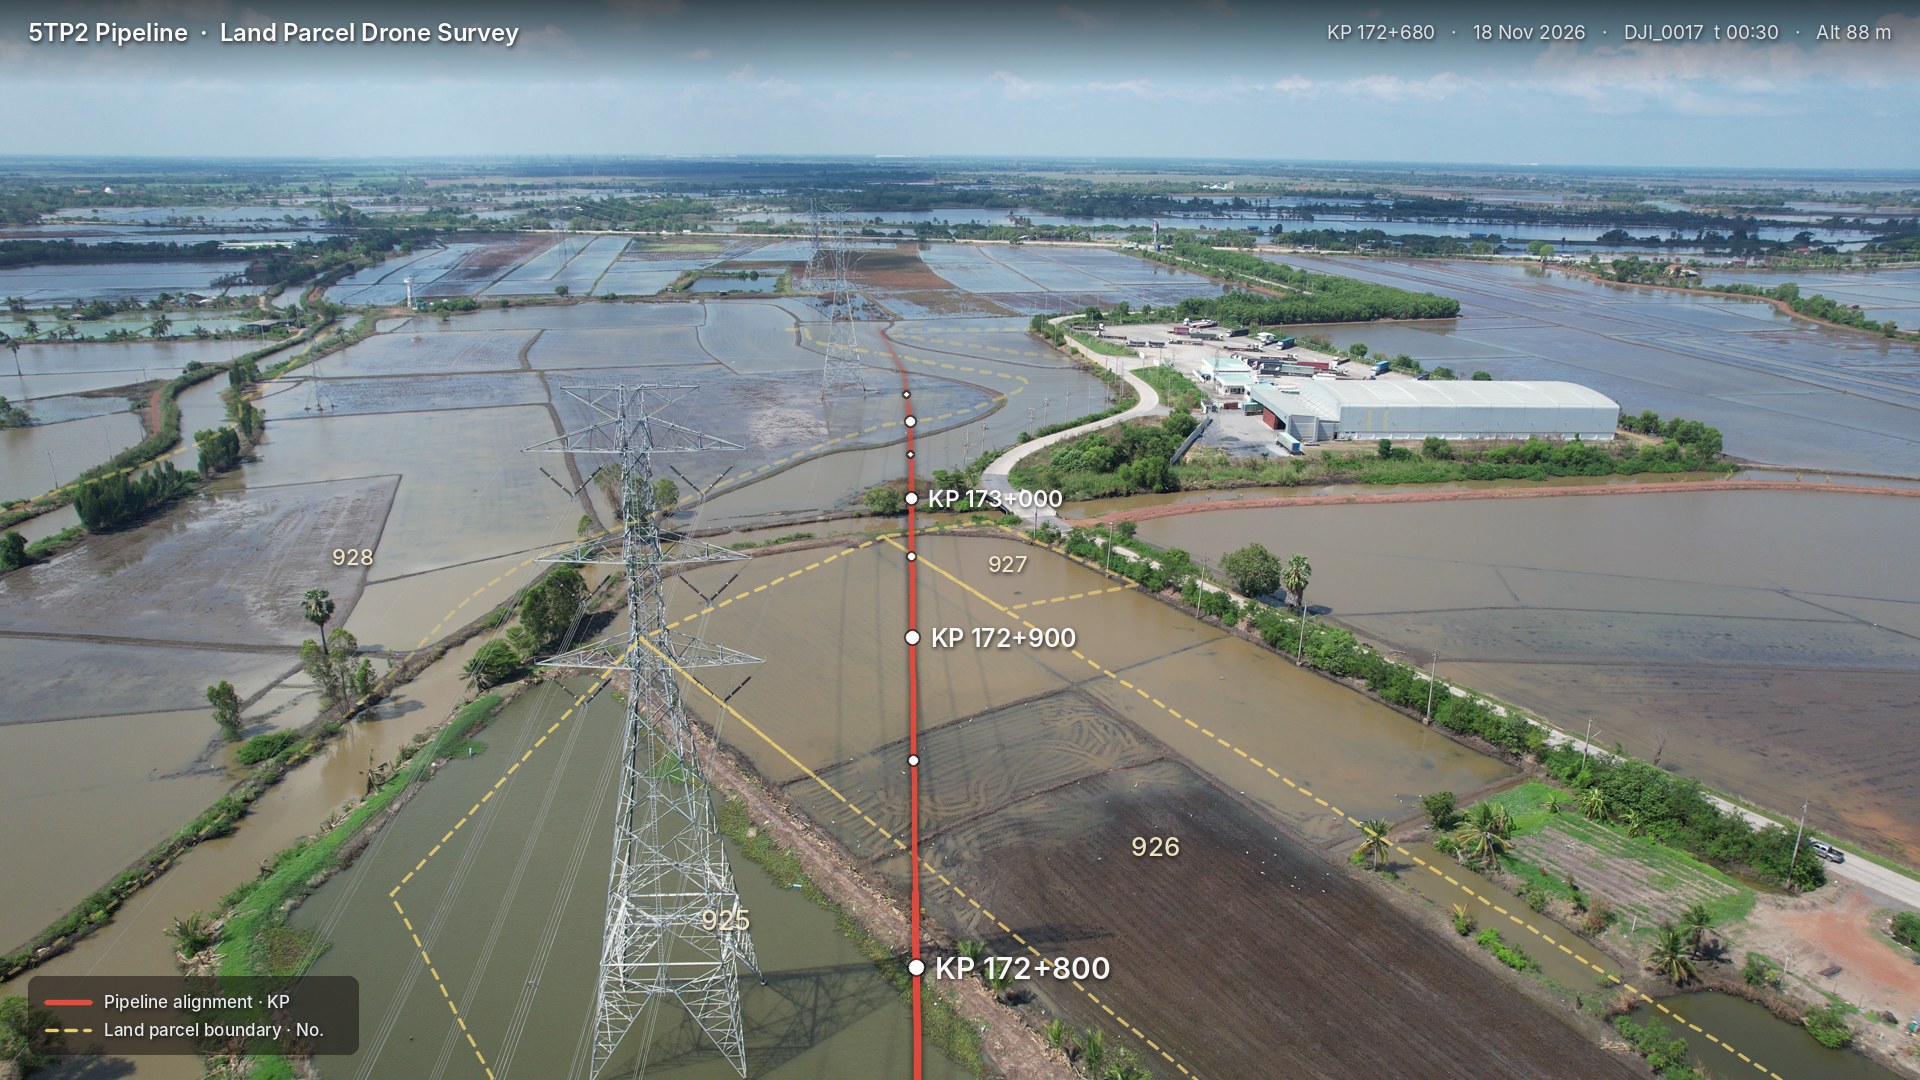 5TP2 Pipeline · Land Parcel Drone Survey
KP 172+680 · 18 Nov 2026 · DJI_0017 t 00:30 · Alt 88 m
KP 173+000
928
927
KP 172+900
926
925
KP 172+800
Pipeline alignment · KP
Land parcel boundary · No.